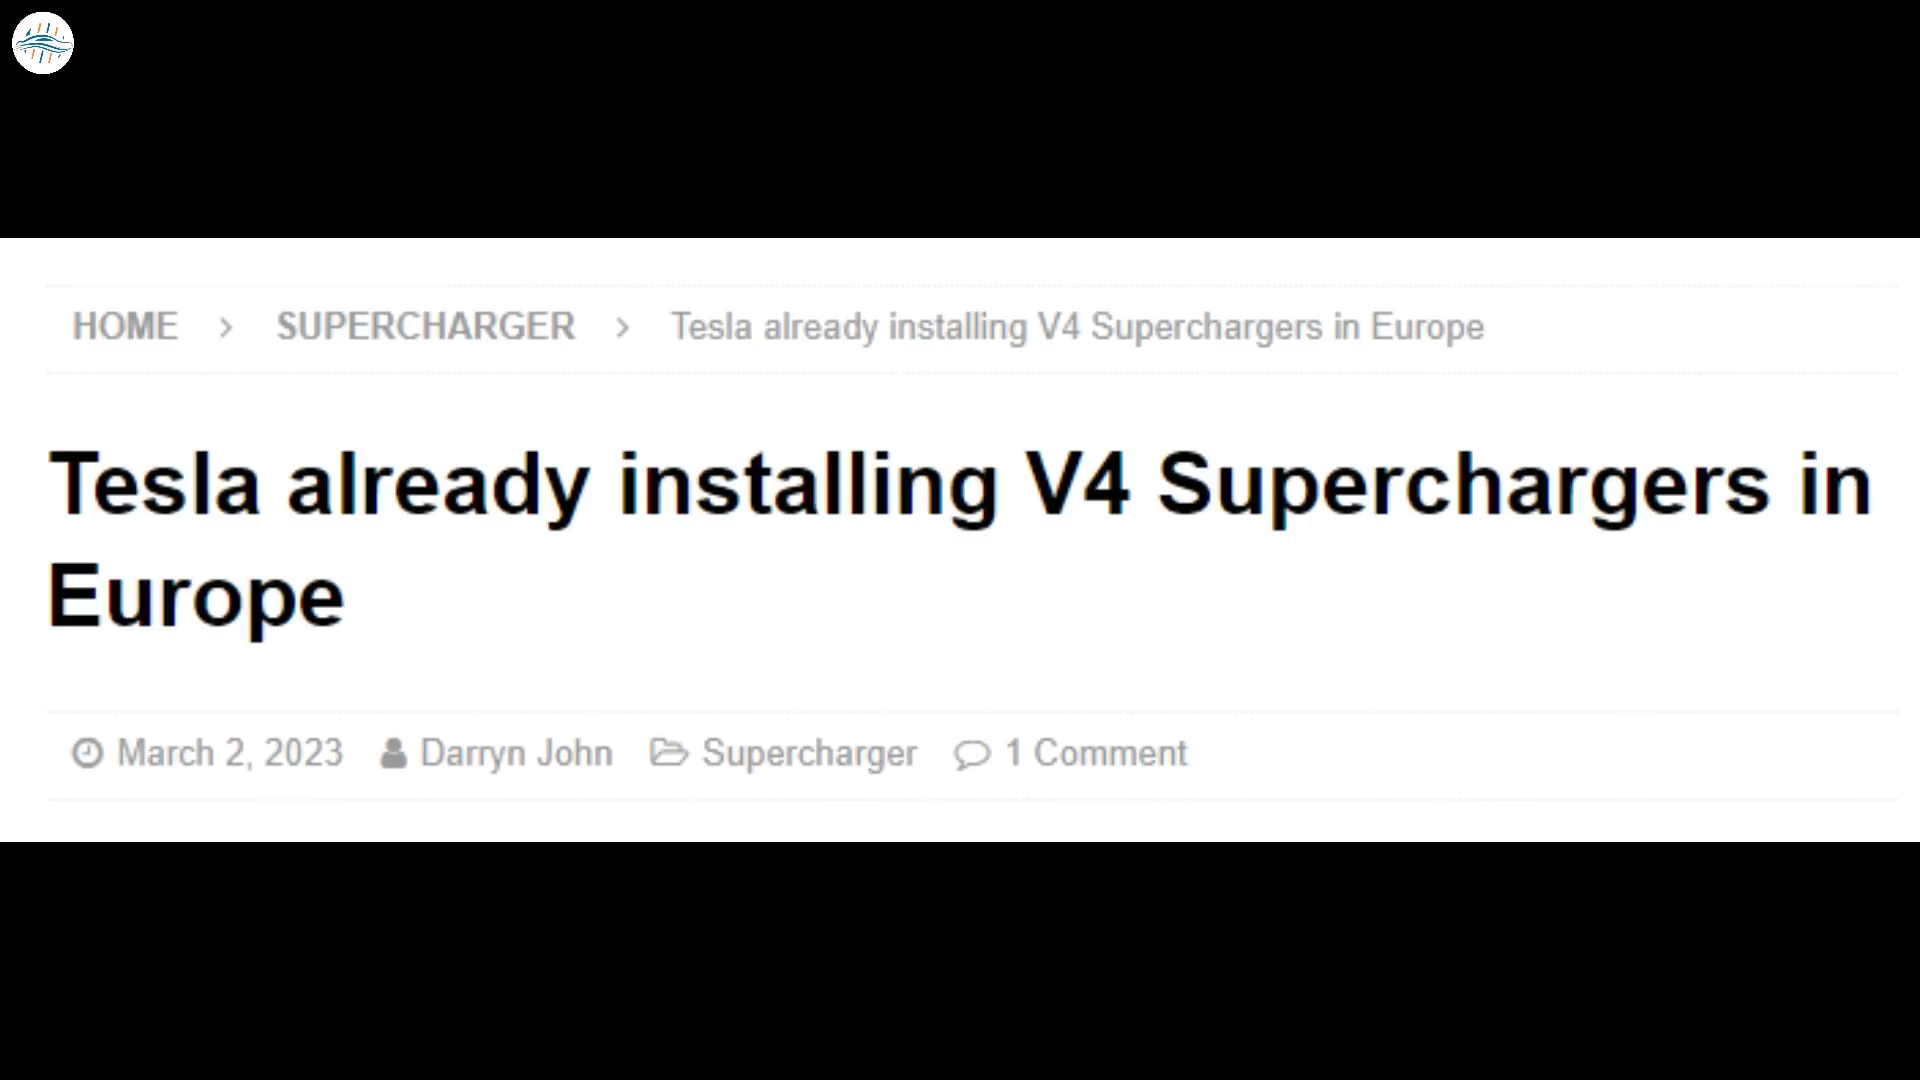 HOME > SUPERCHARGER > Tesla already installing V4 Superchargers in Europe
Tesla already installing V4 Superchargers in
Europe
March 2, 2023 Darryn John Supercharger 1 Comment